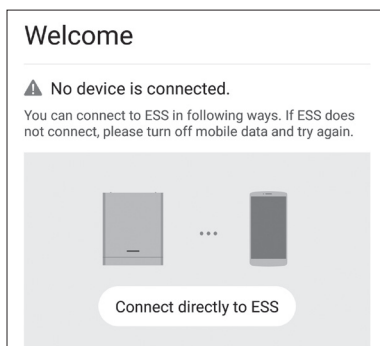 Welcome
No device is connected.
You can connect to ESS in following ways. If ESS does
not connect, please turn off mobile data and try again.
Connect directly to ESS